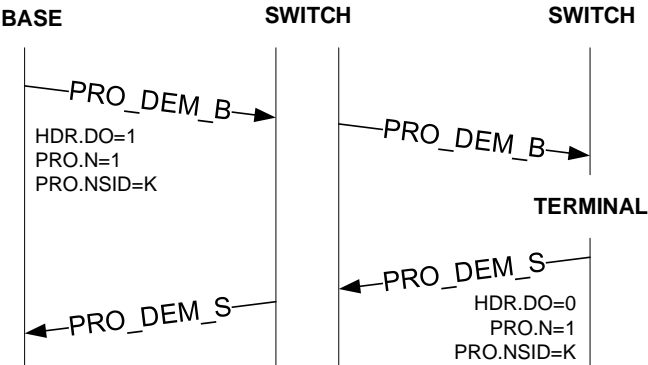 BASE SWITCH SWITCH
PRO_DEM_B
HDR.DO=1
PRO.N=1
PRO.NSID=K
PRO_DEM_B
TERMINAL
PRO_DEM_S
HDR.DO=0
PRO.N=1
PRO.NSID=K
PRO_DEM_S